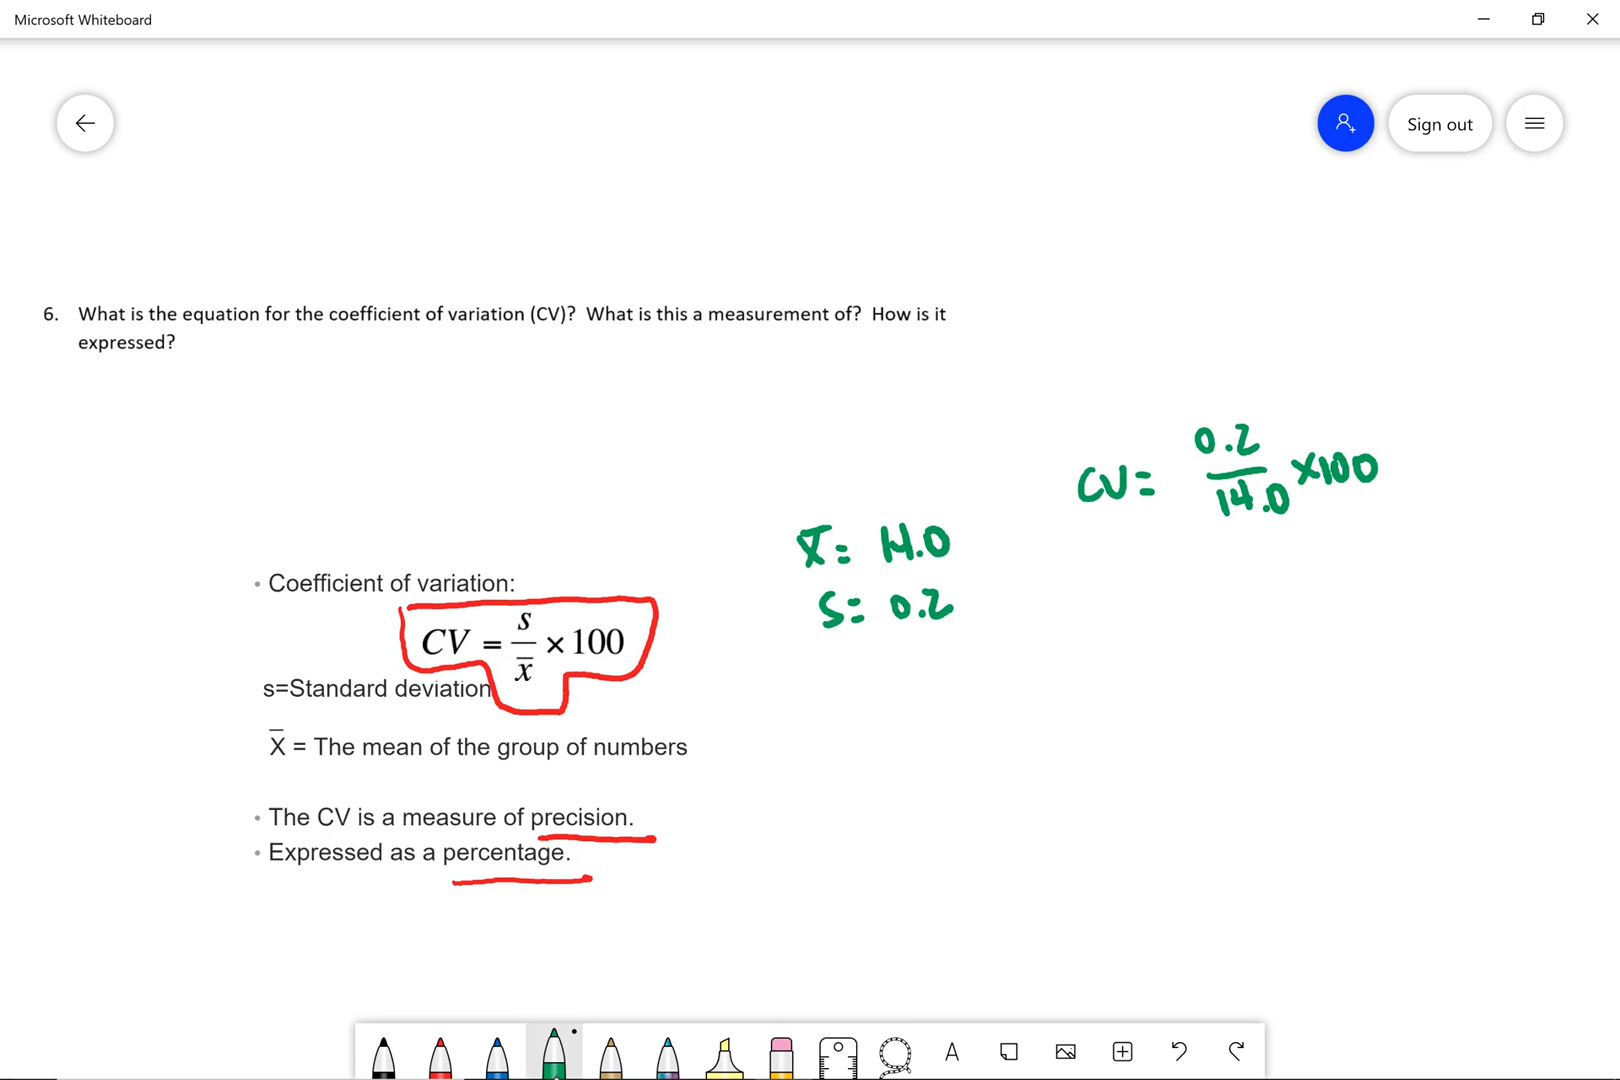 Microsoft Whiteboard
Sign out
6. What is the equation for the coefficient of variation (CV)? What is this a measurement of? How is it
expressed?
CV = 0.2/14.0 ×100
x̄ = 14.0
s = 0.2
• Coefficient of variation:
CV = s/x̄ × 100
s=Standard deviation
X̄ = The mean of the group of numbers
• The CV is a measure of precision.
• Expressed as a percentage.
A